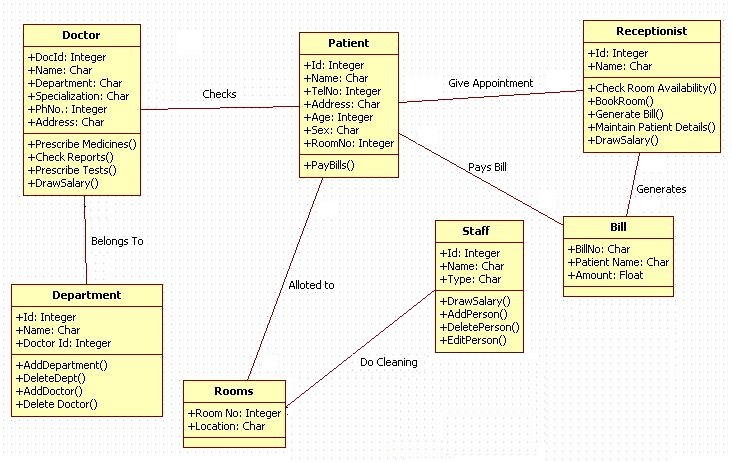 Doctor
+DocId: Integer
+Name: Char
+Department: Char
+Specialization: Char
+PhNo.: Integer
+Address: Char
+Prescribe Medicines()
+Check Reports()
+Prescribe Tests()
+DrawSalary()
Checks
Patient
+Id: Integer
+Name: Char
+TelNo: Integer
+Address: Char
+Age: Integer
+Sex: Char
+RoomNo: Integer
+PayBills()
Give Appointment
Receptionist
+Id: Integer
+Name: Char
+Check Room Availability()
+BookRoom()
+Generate Bill()
+Maintain Patient Details()
+DrawSalary()
Pays Bill
Generates
Bill
+BillNo: Char
+Patient Name: Char
+Amount: Float
Belongs To
Department
+Id: Integer
+Name: Char
+Doctor Id: Integer
+AddDepartment()
+DeleteDept()
+AddDoctor()
+Delete Doctor()
Alloted to
Staff
+Id: Integer
+Name: Char
+Type: Char
+DrawSalary()
+AddPerson()
+DeletePerson()
+EditPerson()
Do Cleaning
Rooms
+Room No: Integer
+Location: Char